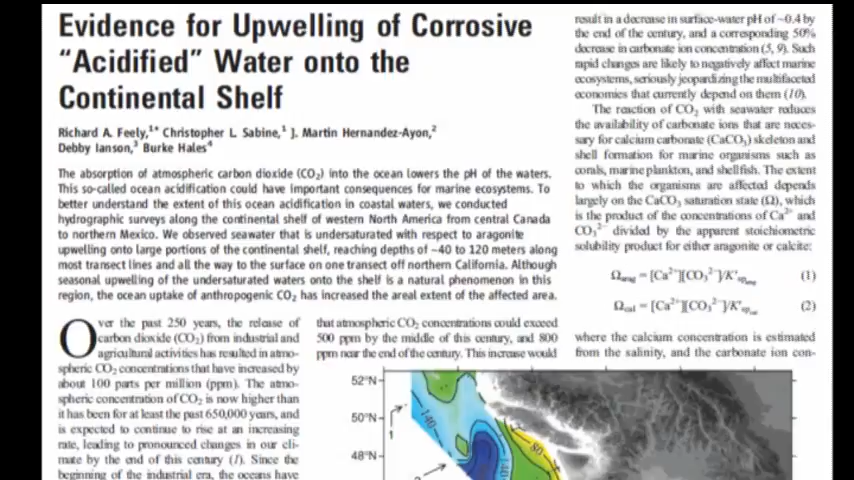 Evidence for Upwelling of Corrosive
“Acidified” Water onto the
Continental Shelf
Richard A. Feely,1* Christopher L. Sabine,1 J. Martin Hernandez-Ayon,2
Debby Ianson,3 Burke Hales4
The absorption of atmospheric carbon dioxide (CO2) into the ocean lowers the pH of the waters.
This so-called ocean acidification could have important consequences for marine ecosystems. To
better understand the extent of this ocean acidification in coastal waters, we conducted
hydrographic surveys along the continental shelf of western North America from central Canada
to northern Mexico. We observed seawater that is undersaturated with respect to aragonite
upwelling onto large portions of the continental shelf, reaching depths of ~40 to 120 meters along
most transect lines and all the way to the surface on one transect off northern California. Although
seasonal upwelling of the undersaturated waters onto the shelf is a natural phenomenon in this
region, the ocean uptake of anthropogenic CO2 has increased the areal extent of the affected area.
Over the past 250 years, the release of
carbon dioxide (CO2) from industrial and
agricultural activities has resulted in atmo-
spheric CO2 concentrations that have increased by
about 100 parts per million (ppm). The atmo-
spheric concentration of CO2 is now higher than
it has been for at least the past 650,000 years, and
is expected to continue to rise at an increasing
rate, leading to pronounced changes in our cli-
mate by the end of this century (1). Since the
beginning of the industrial era, the oceans have
that atmospheric CO2 concentrations could exceed
500 ppm by the middle of this century, and 800
ppm near the end of the century. This increase would
result in a decrease in surface-water pH of ~0.4 by
the end of the century, and a corresponding 50%
decrease in carbonate ion concentration (5, 9). Such
rapid changes are likely to negatively affect marine
ecosystems, seriously jeopardizing the multifaceted
economies that currently depend on them (10).
The reaction of CO2 with seawater reduces
the availability of carbonate ions that are neces-
sary for calcium carbonate (CaCO3) skeleton and
shell formation for marine organisms such as
corals, marine plankton, and shellfish. The extent
to which the organisms are affected depends
largely on the CaCO3 saturation state (Ω), which
is the product of the concentrations of Ca2+ and
CO32−, divided by the apparent stoichiometric
solubility product for either aragonite or calcite:
Ωarag = [Ca2+][CO32−]/K′sparag (1)
Ωcal = [Ca2+][CO32−]/K′spcal (2)
where the calcium concentration is estimated
from the salinity, and the carbonate ion con-
52°N
50°N
48°N
140
80
140
1